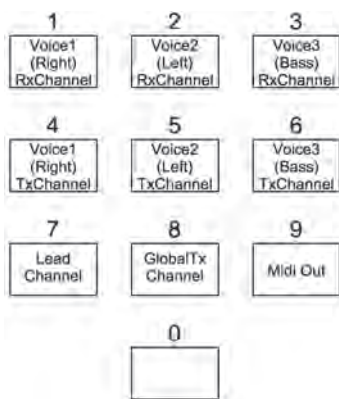 1 2 3
Voice1 Voice2 Voice3
(Right) (Left) (Bass)
RxChannel RxChannel RxChannel
4 5 6
Voice1 Voice2 Voice3
(Right) (Left) (Bass)
TxChannel TxChannel TxChannel
7 8 9
Lead GlobalTx Midi Out
Channel Channel
0